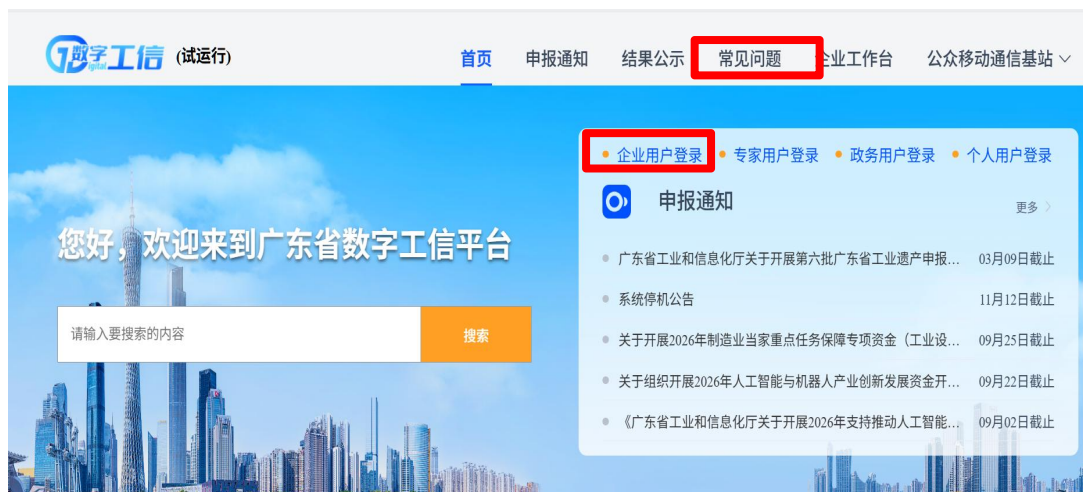 数字工信 (试运行)
Digital
首页 申报通知 结果公示 常见问题 企业工作台 公众移动通信基站
企业用户登录 专家用户登录 政务用户登录 个人用户登录
申报通知 更多
您好，欢迎来到广东省数字工信平台
广东省工业和信息化厅关于开展第六批广东省工业遗产申报... 03月09日截止
系统停机公告 11月12日截止
请输入要搜索的内容 搜索
关于开展2026年制造业当家重点任务保障专项资金（工业设... 09月25日截止
关于组织开展2026年人工智能与机器人产业创新发展资金开... 09月22日截止
《广东省工业和信息化厅关于开展2026年支持推动人工智能... 09月02日截止